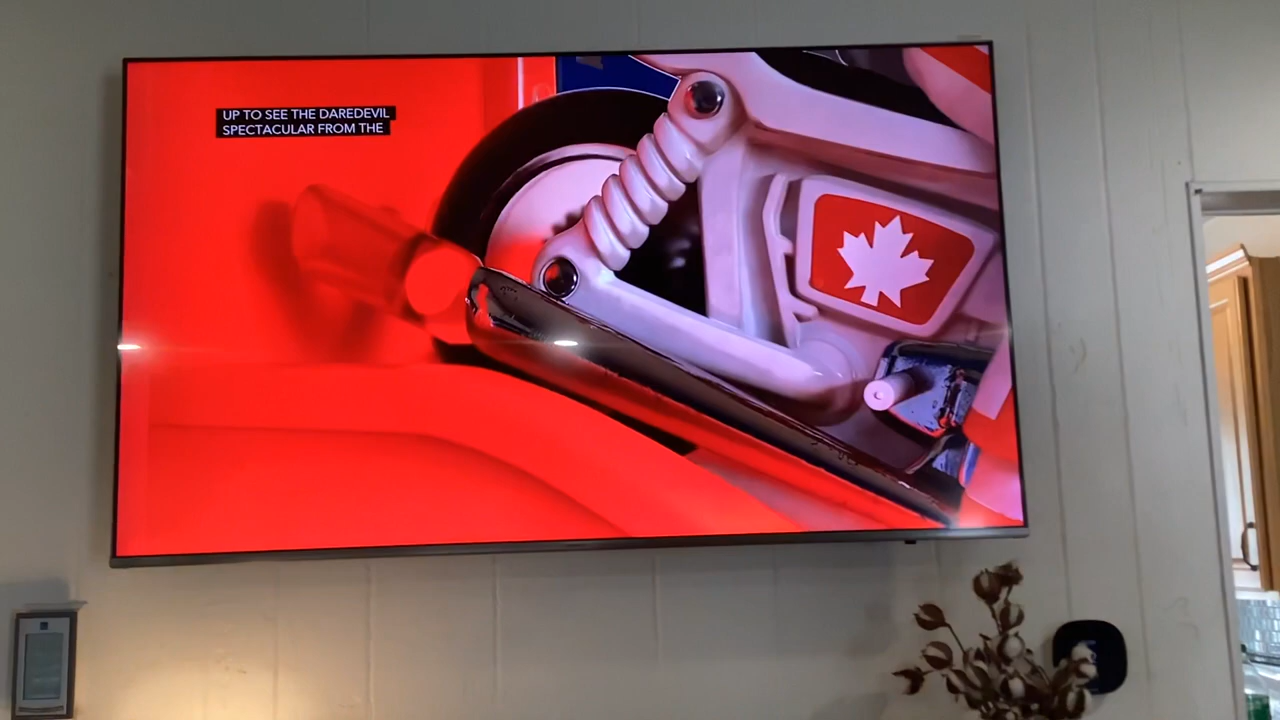 UP TO SEE THE DAREDEVIL
SPECTACULAR FROM THE